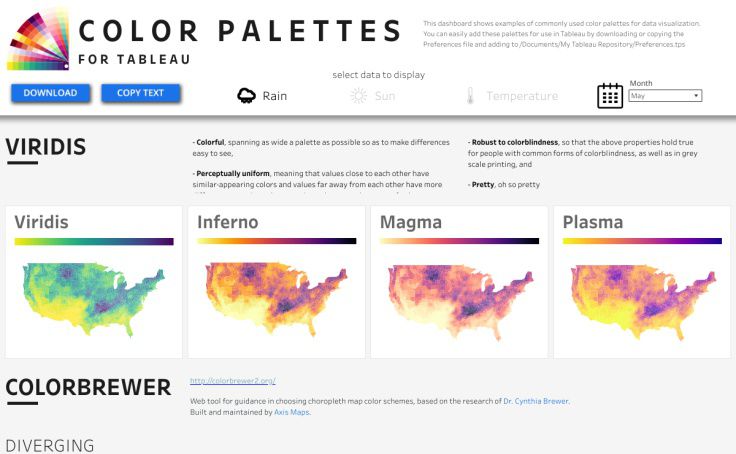 COLOR PALETTES
FOR TABLEAU
This dashboard shows examples of commonly used color palettes for data visualization.
You can easily add these palettes for use in Tableau by downloading or copying the
Preferences file and adding to /Documents/My Tableau Repository/Preferences.tps
DOWNLOAD
COPY TEXT
select data to display
Rain
Sun
Temperature
Month
May
VIRIDIS
- Colorful, spanning as wide a palette as possible so as to make differences
easy to see,
- Perceptually uniform, meaning that values close to each other have
similar-appearing colors and values far away from each other have more
- Robust to colorblindness, so that the above properties hold true
for people with common forms of colorblindness, as well as in grey
scale printing, and
- Pretty, oh so pretty
Viridis
Inferno
Magma
Plasma
COLORBREWER
http://colorbrewer2.org/
Web tool for guidance in choosing choropleth map color schemes, based on the research of Dr. Cynthia Brewer.
Built and maintained by Axis Maps.
DIVERGING